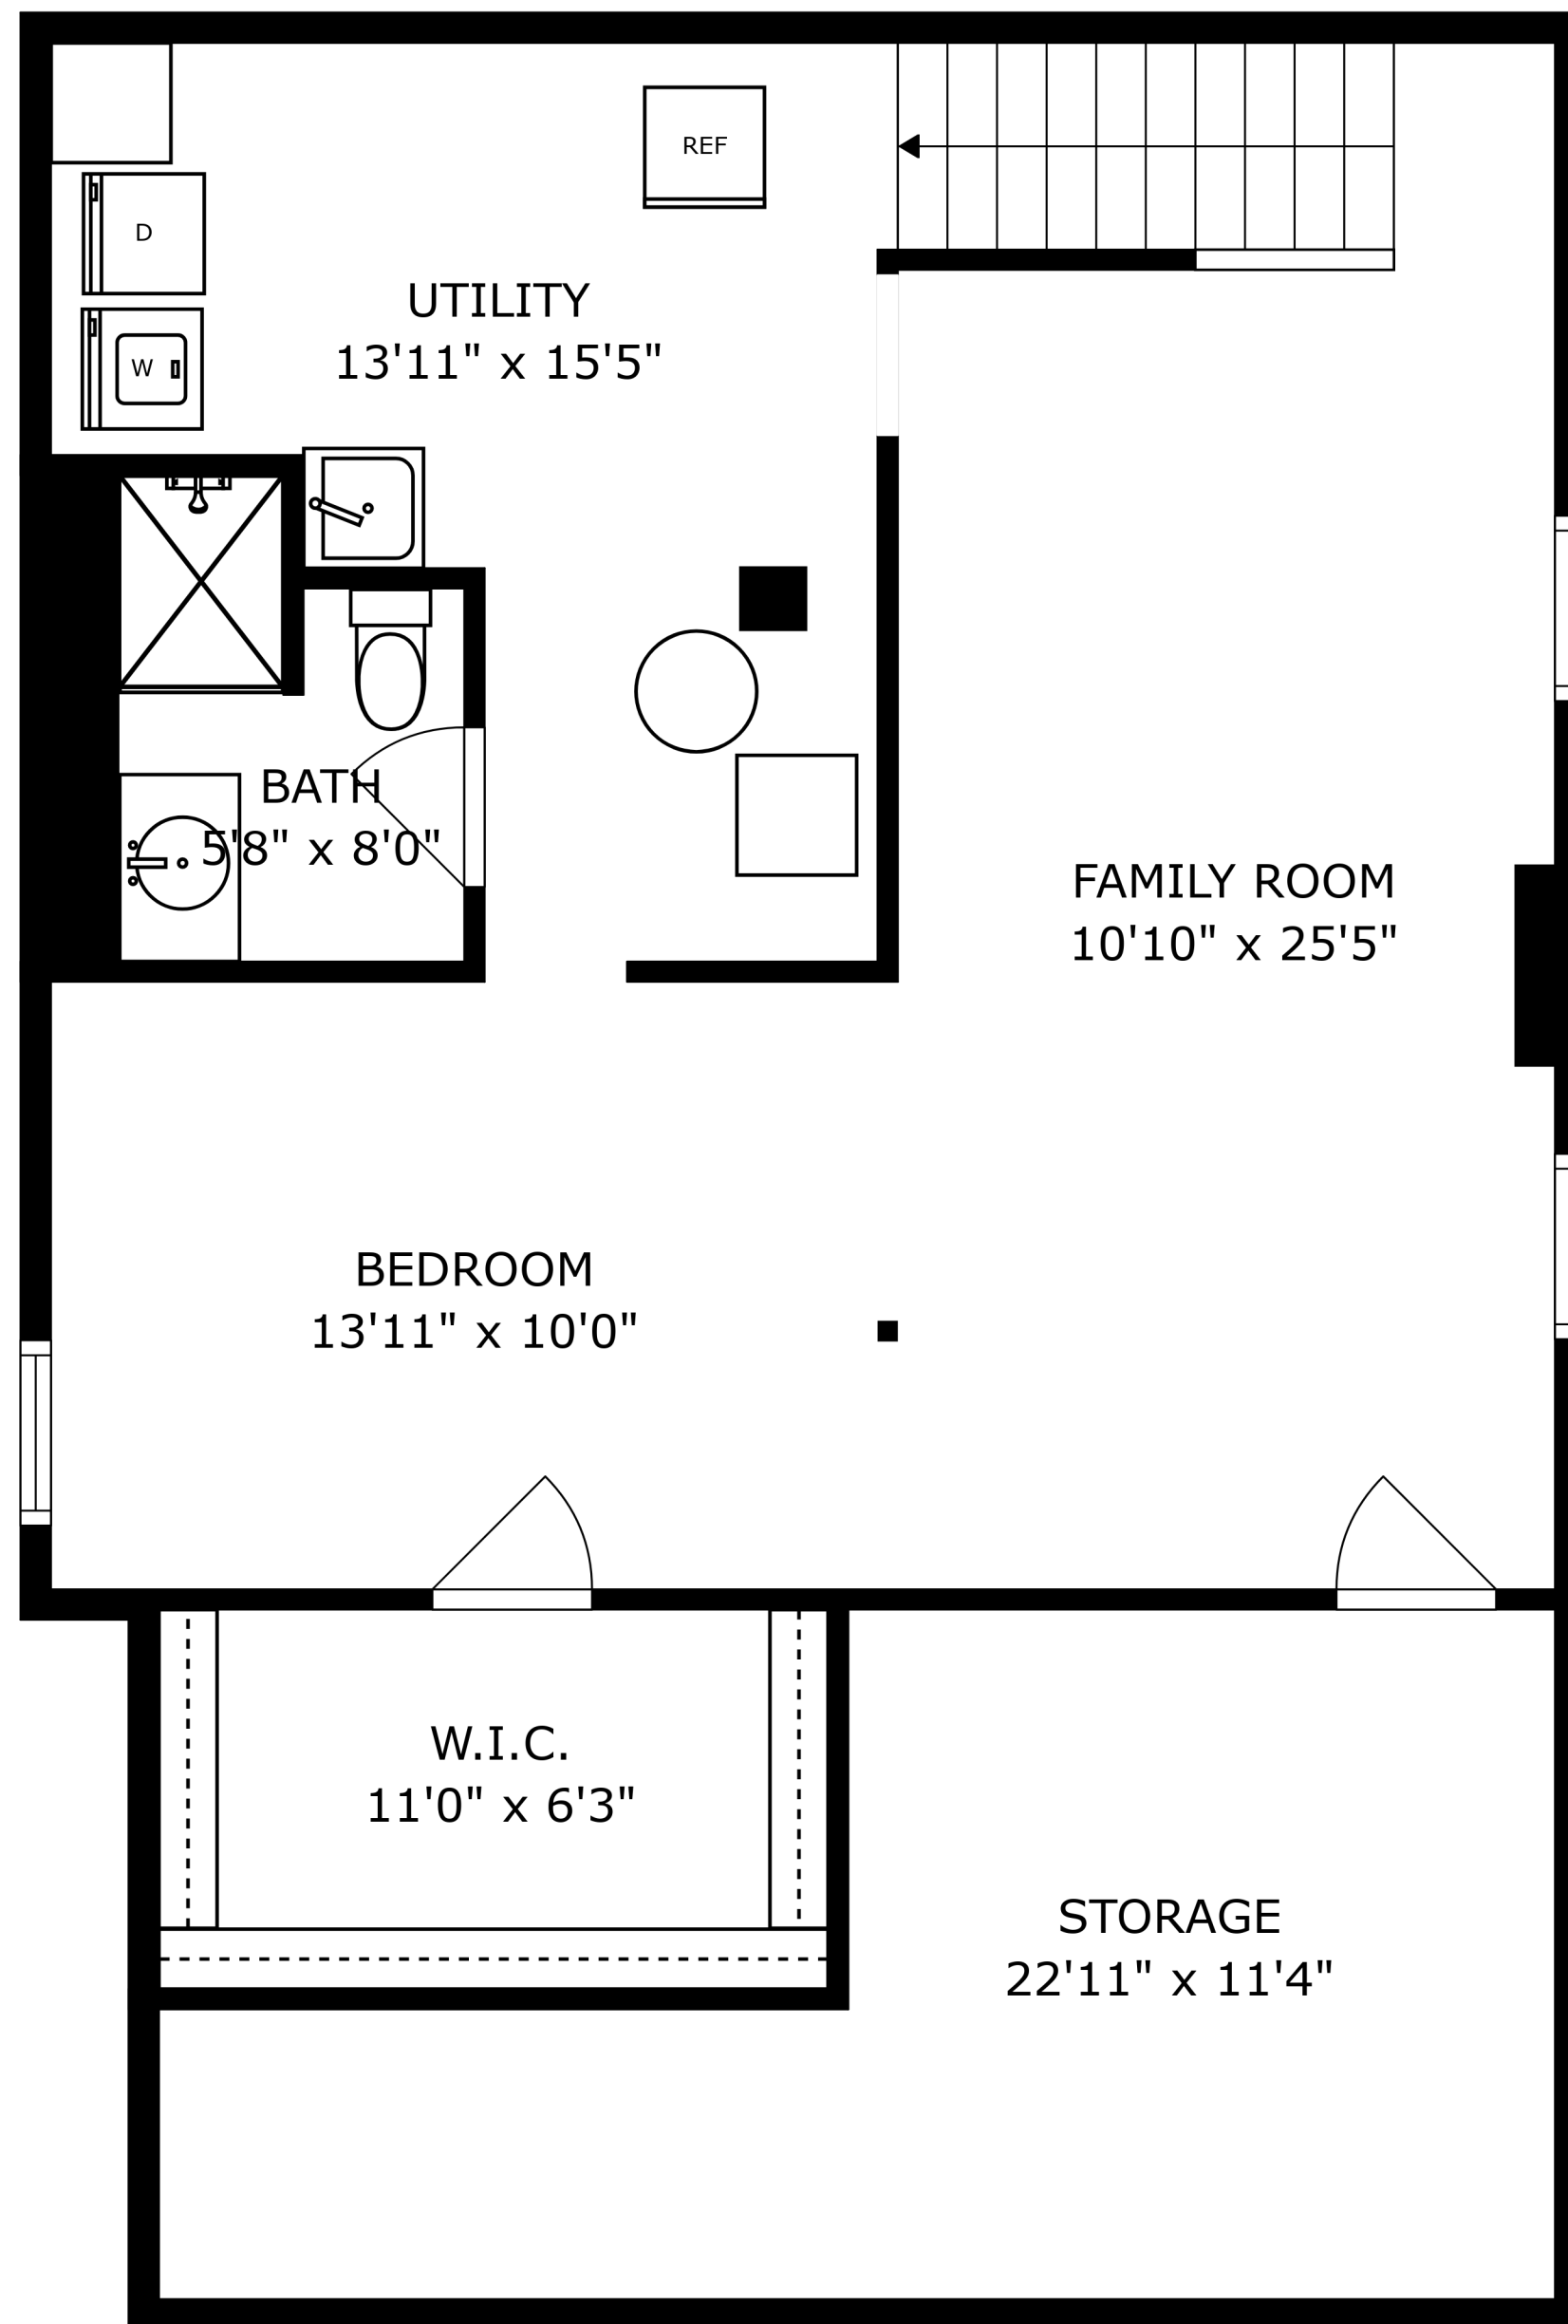 REF
D
UTILITY
13'11" x 15'5"
W
BATH
5'8" x 8'0"
FAMILY ROOM
10'10" x 25'5"
BEDROOM
13'11" x 10'0"
W.I.C.
11'0" x 6'3"
STORAGE
22'11" x 11'4"